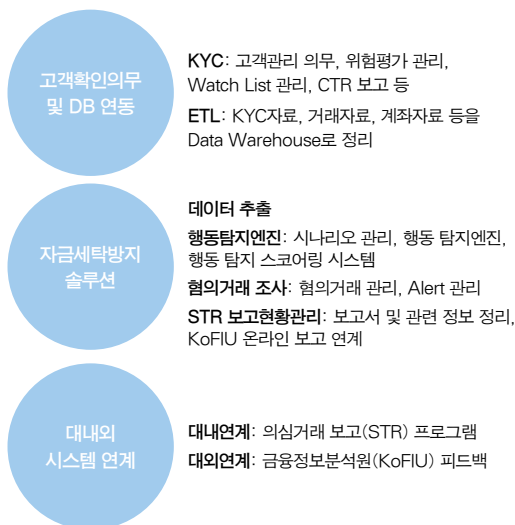 고객확인의무
및 DB 연동
KYC: 고객관리 의무, 위험평가 관리,
Watch List 관리, CTR 보고 등
ETL: KYC자료, 거래자료, 계좌자료 등을
Data Warehouse로 정리
자금세탁방지
솔루션
데이터 추출
행동탐지엔진: 시나리오 관리, 행동 탐지엔진,
행동 탐지 스코어링 시스템
혐의거래 조사: 혐의거래 관리, Alert 관리
STR 보고현황관리: 보고서 및 관련 정보 정리,
KoFIU 온라인 보고 연계
대내외
시스템 연계
대내연계: 의심거래 보고(STR) 프로그램
대외연계: 금융정보분석원(KoFIU) 피드백